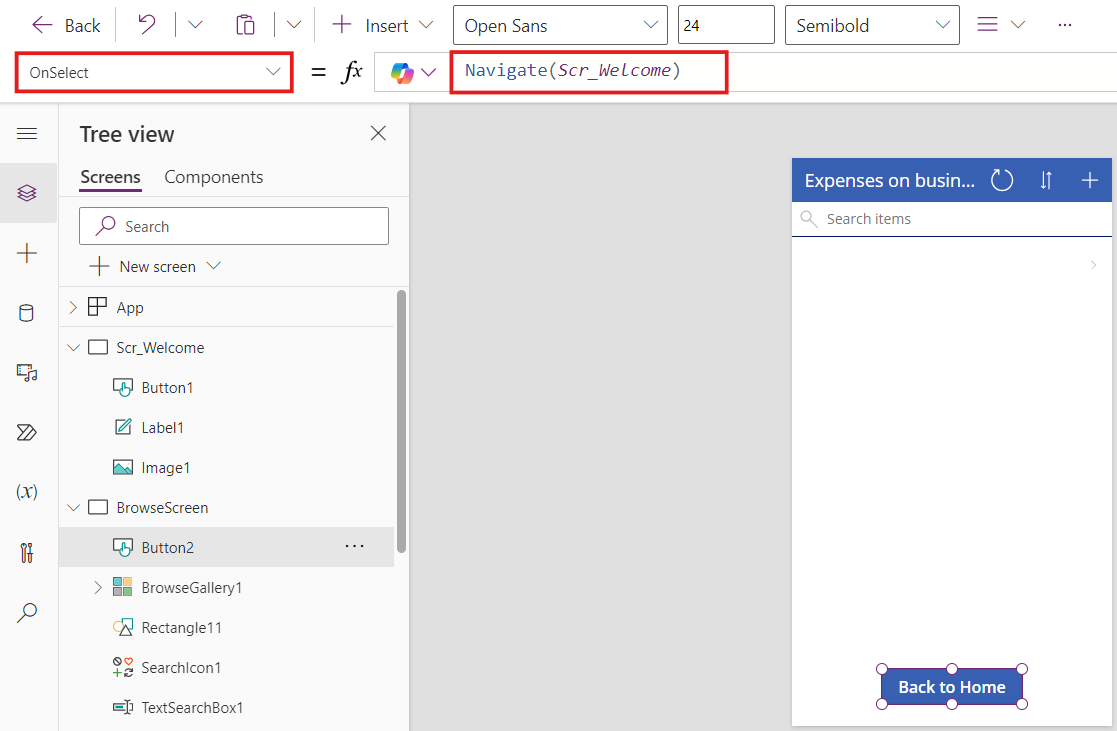 Back
Insert
Open Sans
24
Semibold
...
OnSelect
=
fx
Navigate(Scr_Welcome)
Tree view
Screens
Components
Search
New screen
App
Scr_Welcome
Button1
Label1
Image1
BrowseScreen
Button2
...
BrowseGallery1
Rectangle11
SearchIcon1
TextSearchBox1
(x)
Expenses on busin...
Search items
Back to Home